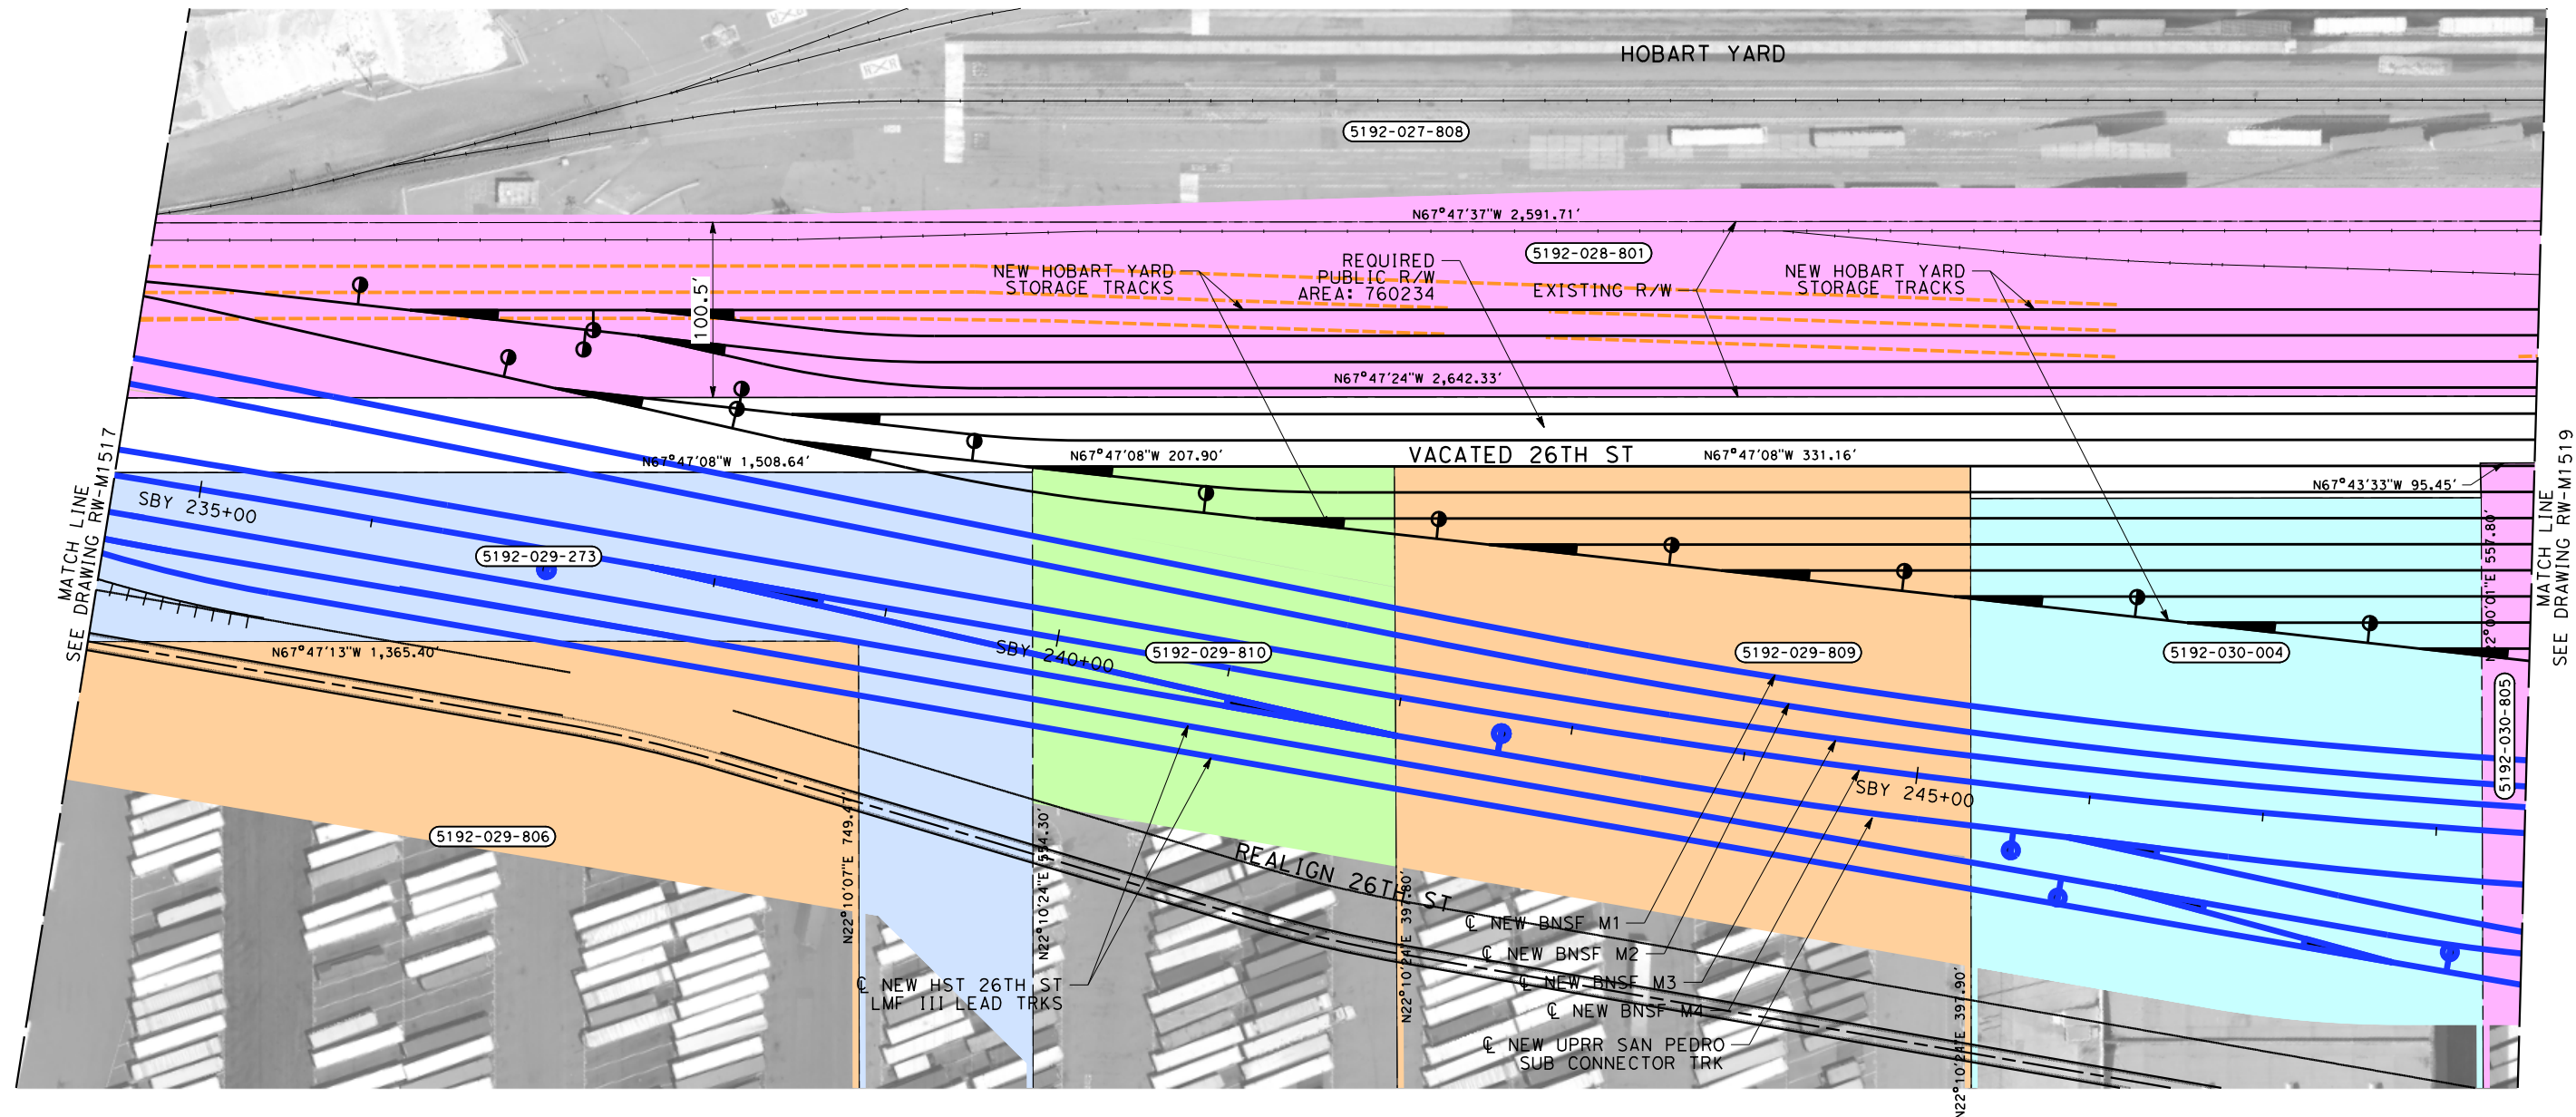 HOBART YARD
5192-027-808
N67°47'37"W 2,591.71'
5192-028-801
NEW HOBART YARD
STORAGE TRACKS
REQUIRED
PUBLIC R/W
AREA: 760234
EXISTING R/W
NEW HOBART YARD
STORAGE TRACKS
100.5'
N67°47'24"W 2,642.33'
VACATED 26TH ST
N67°47'08"W 1,508.64'
N67°47'08"W 207.90'
N67°47'08"W 331.16'
N67°43'33"W 95.45'
MATCH LINE
SEE DRAWING RW-M1517
MATCH LINE
SEE DRAWING RW-M1519
SBY 235+00
5192-029-273
N22°00'01"E 557.80'
N67°47'13"W 1,365.40'
SBY 240+00
5192-029-810
5192-029-809
5192-030-004
5192-030-805
SBY 245+00
5192-029-806
N22°10'07"E 749.4
N22°10'24"E 554.30'
REALIGN 26TH ST
N22°10'24"E 397.80'
N22°10'24"E 397.90'
℄ NEW BNSF M1
℄ NEW BNSF M2
℄ NEW BNSF M3
℄ NEW BNSF M4
℄ NEW HST 26TH ST
LMF III LEAD TRKS
℄ NEW UPRR SAN PEDRO
SUB CONNECTOR TRK